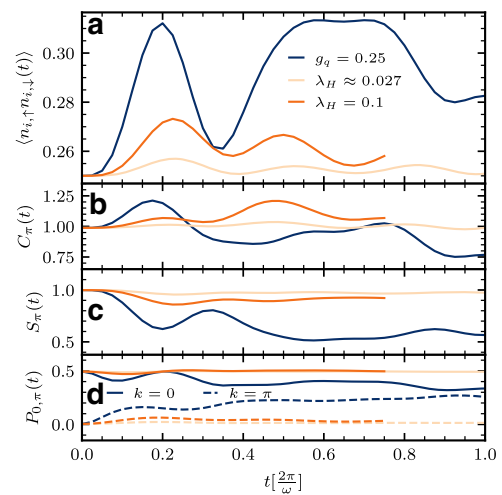 a
0.30
0.28
0.26
⟨n_{i,↑}n_{i,↓}(t)⟩
g_q = 0.25
λ_H ≈ 0.027
λ_H = 0.1
b
1.25
1.00
0.75
C_π(t)
c
1.0
0.5
S_π(t)
d
0.5
0.0
P_{0,π}(t)
k = 0
k = π
0.0 0.2 0.4 0.6 0.8 1.0
t[2π/ω]